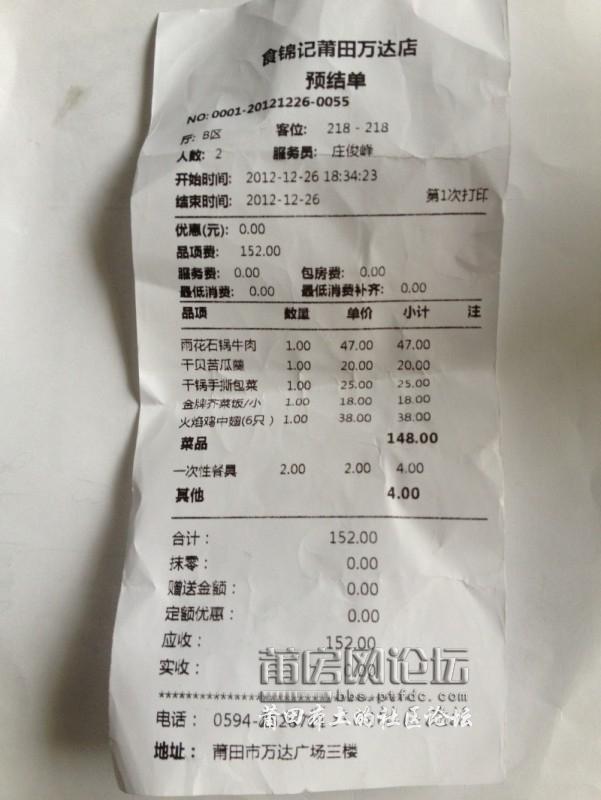 食锦记莆田万达店
预结单
NO: 0001-20121226-0055
厅: B区 客位: 218 - 218
人数: 2 服务员: 庄俊峰
开始时间: 2012-12-26 18:34:23
结束时间: 2012-12-26 第1次打印
优惠(元): 0.00
品项费: 152.00
服务费: 0.00 包房费: 0.00
最低消费: 0.00 最低消费补齐: 0.00
品项 数量 单价 小计 注
雨花石锅牛肉 1.00 47.00 47.00
干贝苦瓜羹 1.00 20.00 20.00
干锅手撕包菜 1.00 25.00 25.00
金牌芥菜饭/小 1.00 18.00 18.00
火焰鸡中翅(6只) 1.00 38.00 38.00
菜品 148.00
一次性餐具 2.00 2.00 4.00
其他 4.00
合计: 152.00
抹零: 0.00
赠送金额: 0.00
定额优惠: 0.00
应收: 152.00
实收: 0.00
莆房网论坛
bbs.ptfdc.com
****************************
电话: 0594-
莆田本土的社区论坛
地址: 莆田市万达广场三楼